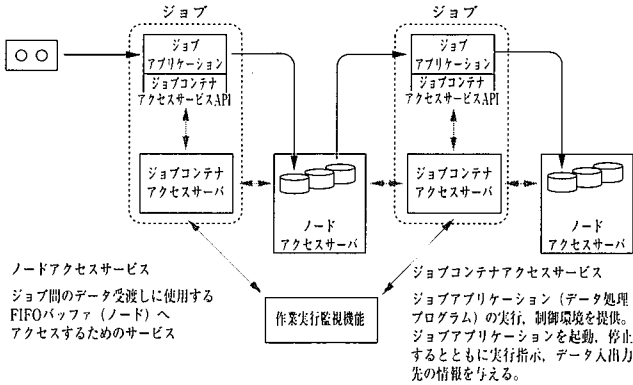 ジョブ
ジョブ
ジョブ
アプリケーション
ジョブコンテナ
アクセスサービスAPI
ジョブ
アプリケーション
ジョブコンテナ
アクセスサービスAPI
ジョブコンテナ
アクセスサーバ
ノード
アクセスサーバ
ジョブコンテナ
アクセスサーバ
ノード
アクセスサーバ
ノードアクセスサービス
ジョブ間のデータ受渡しに使用する
FIFOバッファ（ノード）へ
アクセスするためのサービス
作業実行監視機能
ジョブコンテナアクセスサービス
ジョブアプリケーション（データ処理
プログラム）の実行，制御環境を提供。
ジョブアプリケーションを起動，停止
するとともに実行指示，データ入出力
先の情報を与える。